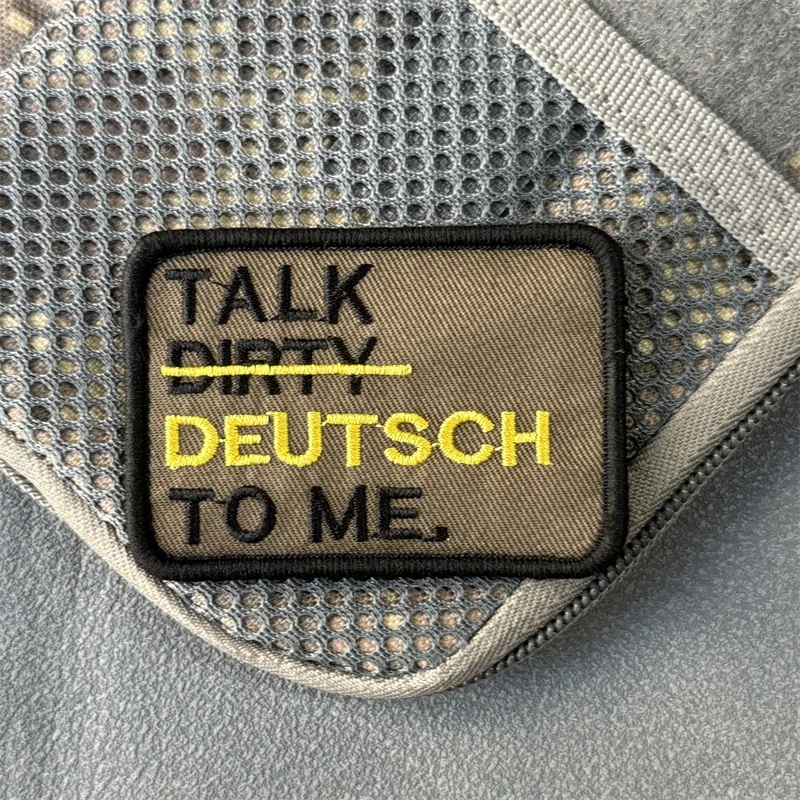 TALK
DIRTY
DEUTSCH
TO ME.